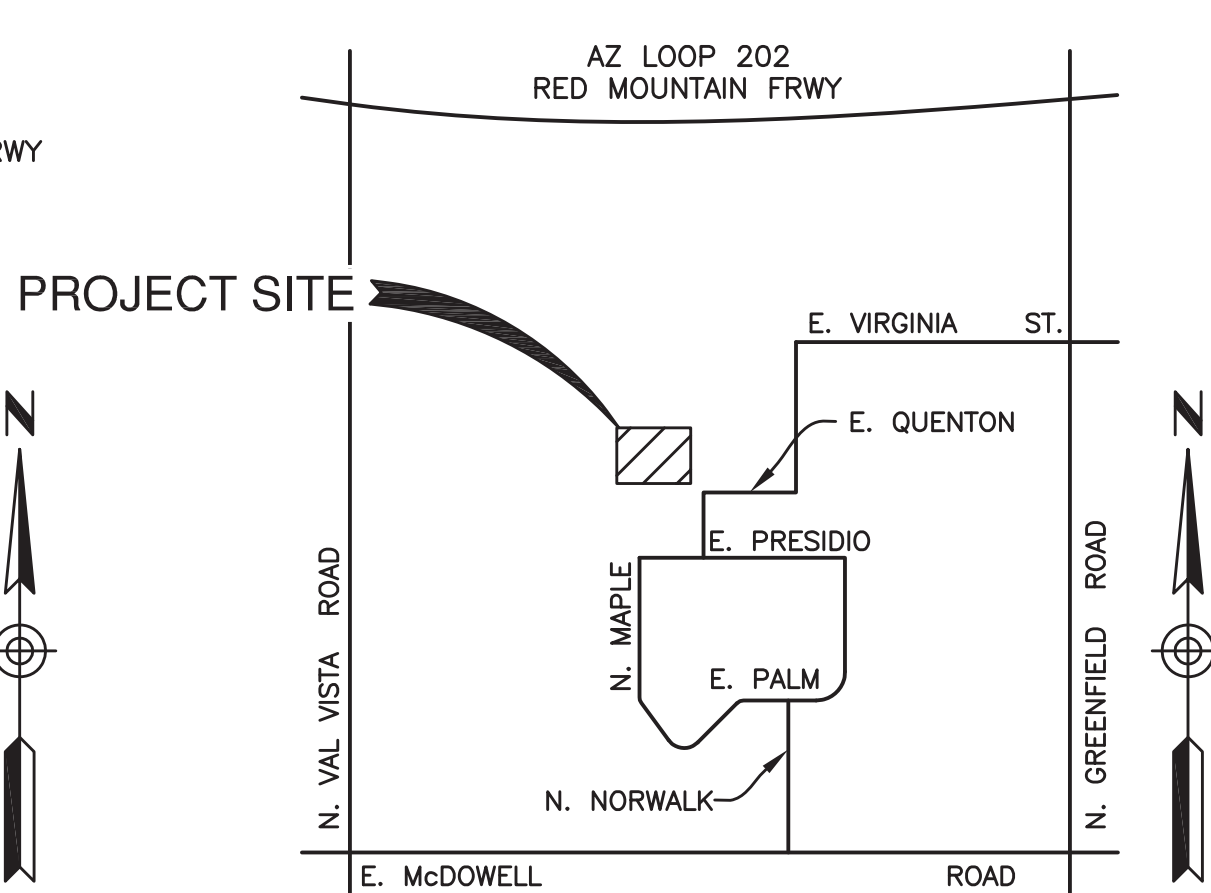 AZ LOOP 202
RED MOUNTAIN FRWY
RWY
PROJECT SITE
E. VIRGINIA ST.
N
E. QUENTON
N
E. PRESIDIO
N. MAPLE
E. PALM
N. VAL VISTA ROAD
N. GREENFIELD ROAD
N. NORWALK
E. McDOWELL ROAD